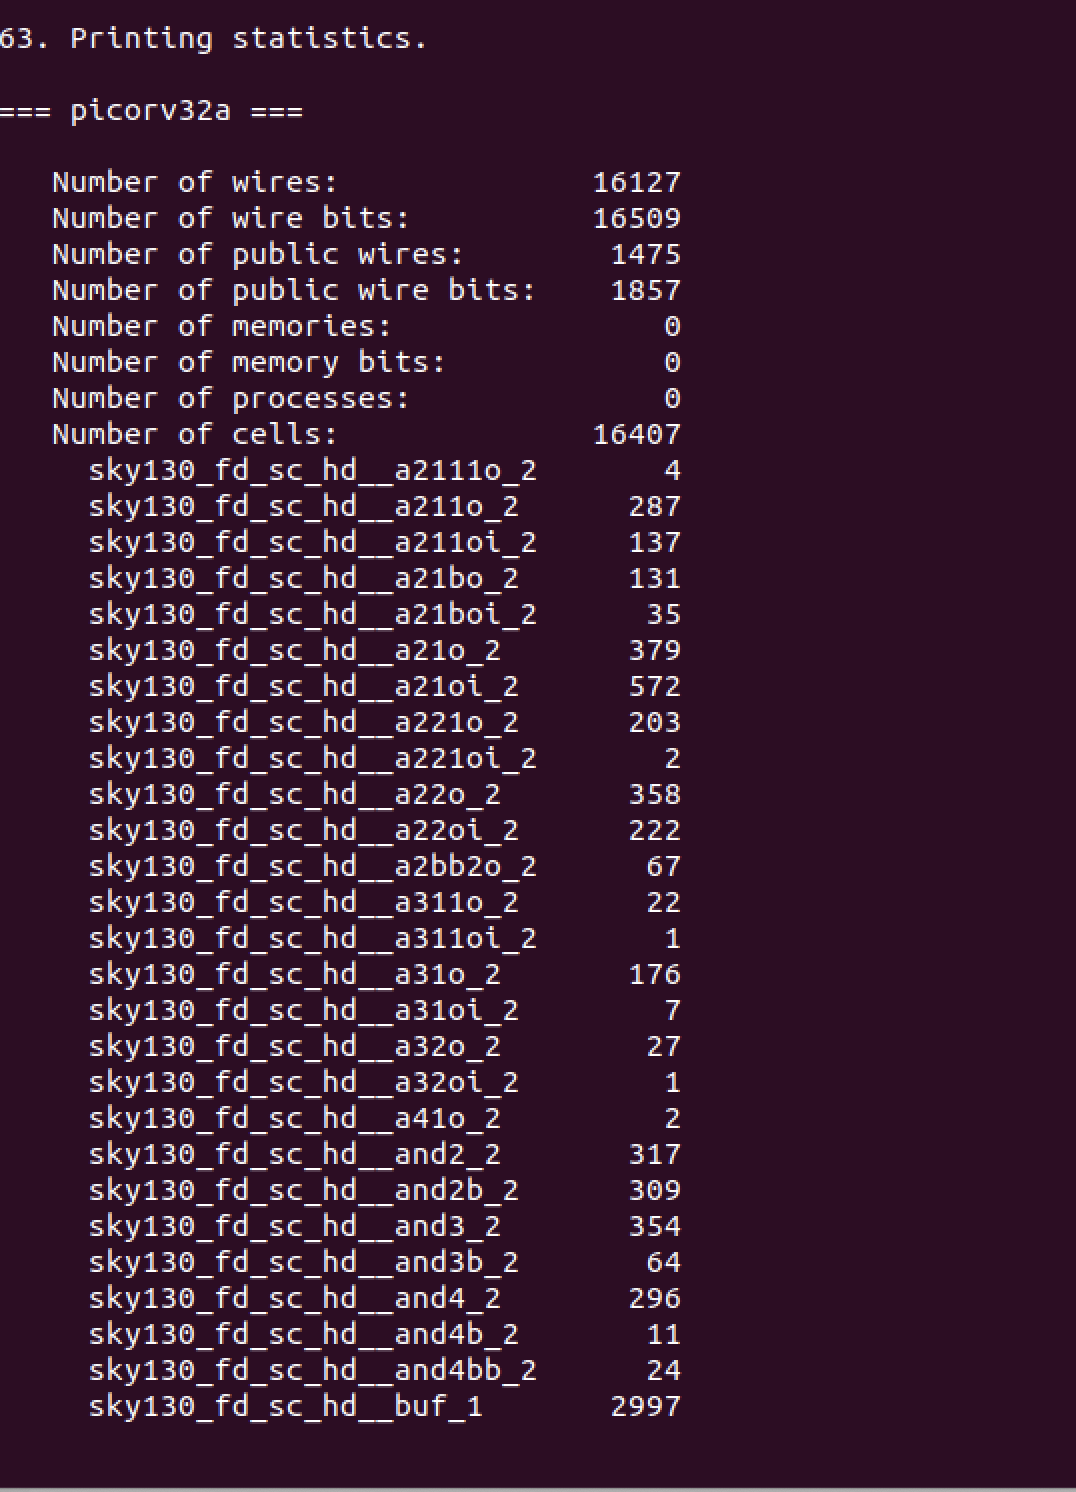 63. Printing statistics.
=== picorv32a ===
Number of wires: 16127
Number of wire bits: 16509
Number of public wires: 1475
Number of public wire bits: 1857
Number of memories: 0
Number of memory bits: 0
Number of processes: 0
Number of cells: 16407
sky130_fd_sc_hd__a2111o_2 4
sky130_fd_sc_hd__a211o_2 287
sky130_fd_sc_hd__a211oi_2 137
sky130_fd_sc_hd__a21bo_2 131
sky130_fd_sc_hd__a21boi_2 35
sky130_fd_sc_hd__a21o_2 379
sky130_fd_sc_hd__a21oi_2 572
sky130_fd_sc_hd__a221o_2 203
sky130_fd_sc_hd__a221oi_2 2
sky130_fd_sc_hd__a22o_2 358
sky130_fd_sc_hd__a22oi_2 222
sky130_fd_sc_hd__a2bb2o_2 67
sky130_fd_sc_hd__a311o_2 22
sky130_fd_sc_hd__a311oi_2 1
sky130_fd_sc_hd__a31o_2 176
sky130_fd_sc_hd__a31oi_2 7
sky130_fd_sc_hd__a32o_2 27
sky130_fd_sc_hd__a32oi_2 1
sky130_fd_sc_hd__a41o_2 2
sky130_fd_sc_hd__and2_2 317
sky130_fd_sc_hd__and2b_2 309
sky130_fd_sc_hd__and3_2 354
sky130_fd_sc_hd__and3b_2 64
sky130_fd_sc_hd__and4_2 296
sky130_fd_sc_hd__and4b_2 11
sky130_fd_sc_hd__and4bb_2 24
sky130_fd_sc_hd__buf_1 2997